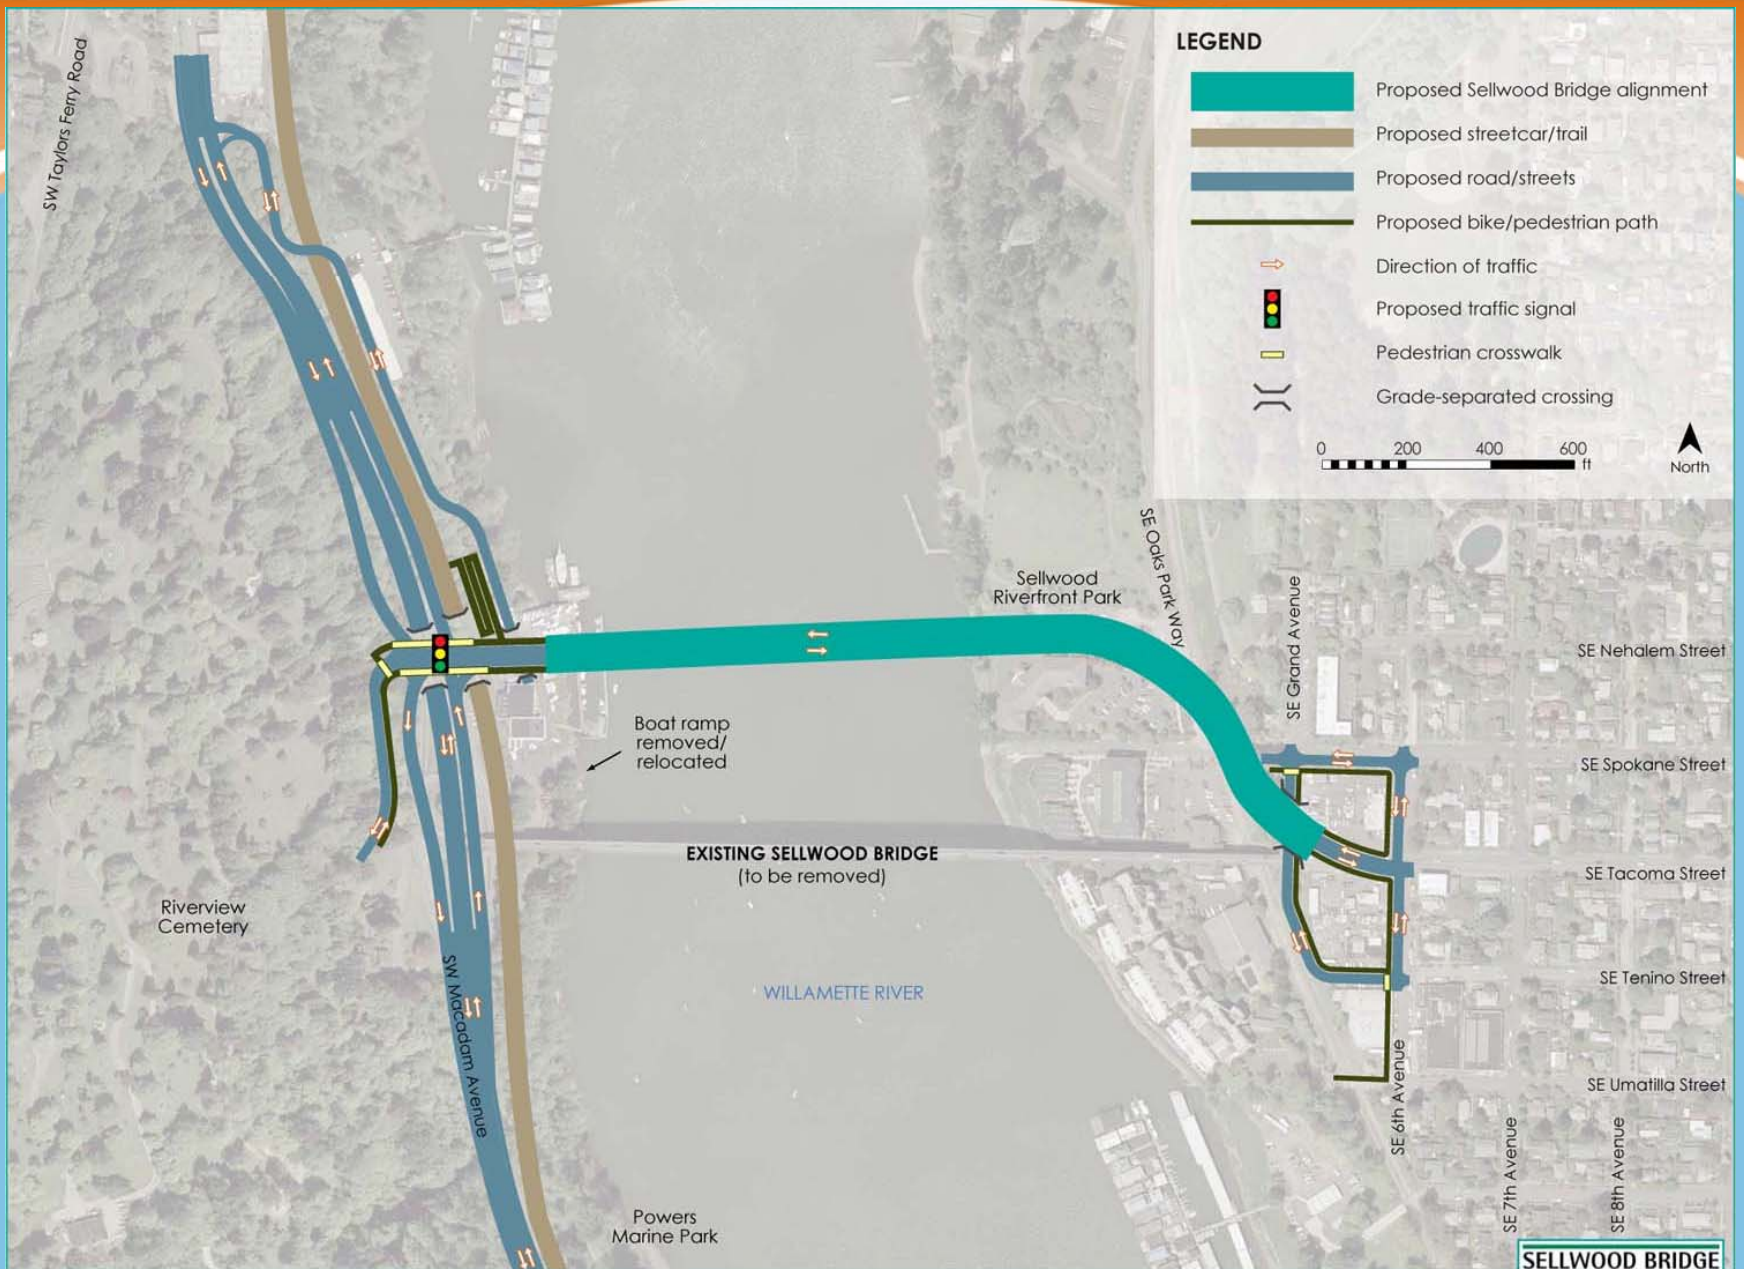 LEGEND
Proposed Sellwood Bridge alignment
Proposed streetcar/trail
Proposed road/streets
Proposed bike/pedestrian path
Direction of traffic
Proposed traffic signal
Pedestrian crosswalk
Grade-separated crossing
0 200 400 600 ft
North
SW Taylors Ferry Road
Sellwood
Riverfront Park
SE Oaks Park Way
SE Grand Avenue
SE Nehalem Street
Boat ramp
removed/
relocated
SE Spokane Street
EXISTING SELLWOOD BRIDGE
(to be removed)
SE Tacoma Street
Riverview
Cemetery
SW Macadam Avenue
WILLAMETTE RIVER
SE Tenino Street
SE Umatilla Street
SE 6th Avenue
SE 7th Avenue
SE 8th Avenue
Powers
Marine Park
SELLWOOD BRIDGE